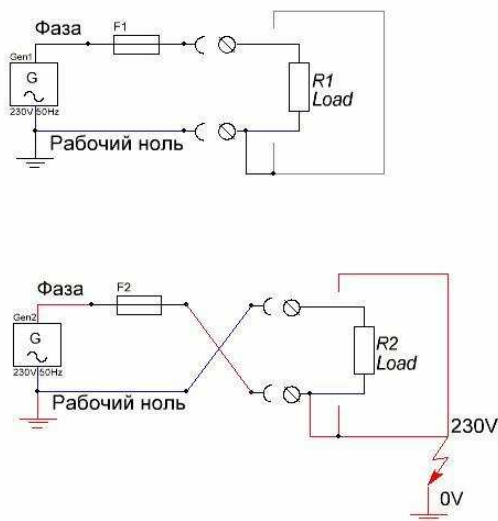 Фаза
F1
Gen1
G
230V 50Hz
R1
Load
Рабочий ноль
Фаза
F2
Gen2
G
230V 50Hz
R2
Load
Рабочий ноль
230V
0V